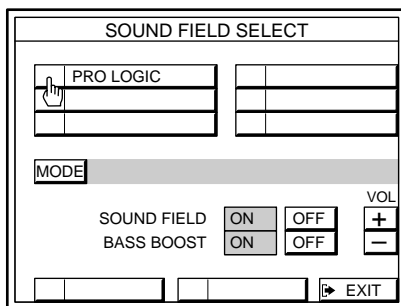 SOUND FIELD SELECT
PRO LOGIC
MODE
VOL
SOUND FIELD ON OFF +
BASS BOOST ON OFF −
EXIT